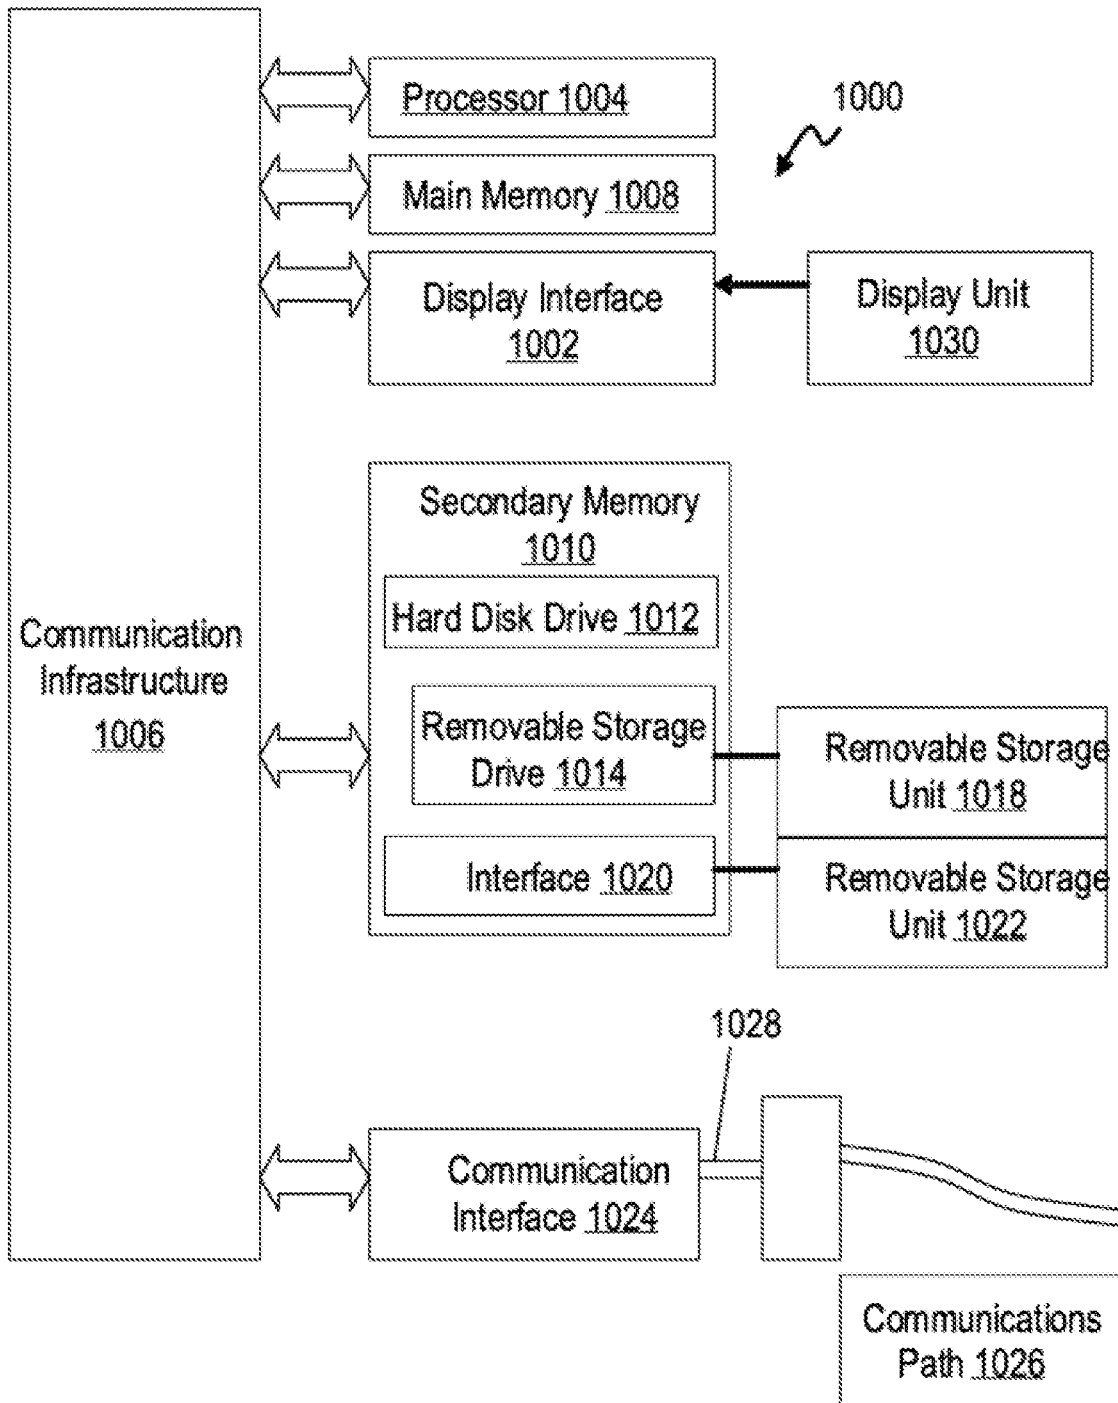 Processor 1004
1000
Main Memory 1008
Display Interface
1002
Display Unit
1030
Secondary Memory
1010
Hard Disk Drive 1012
Communication
Infrastructure
1006
Removable Storage
Drive 1014
Removable Storage
Unit 1018
Interface 1020
Removable Storage
Unit 1022
1028
Communication
Interface 1024
Communications
Path 1026